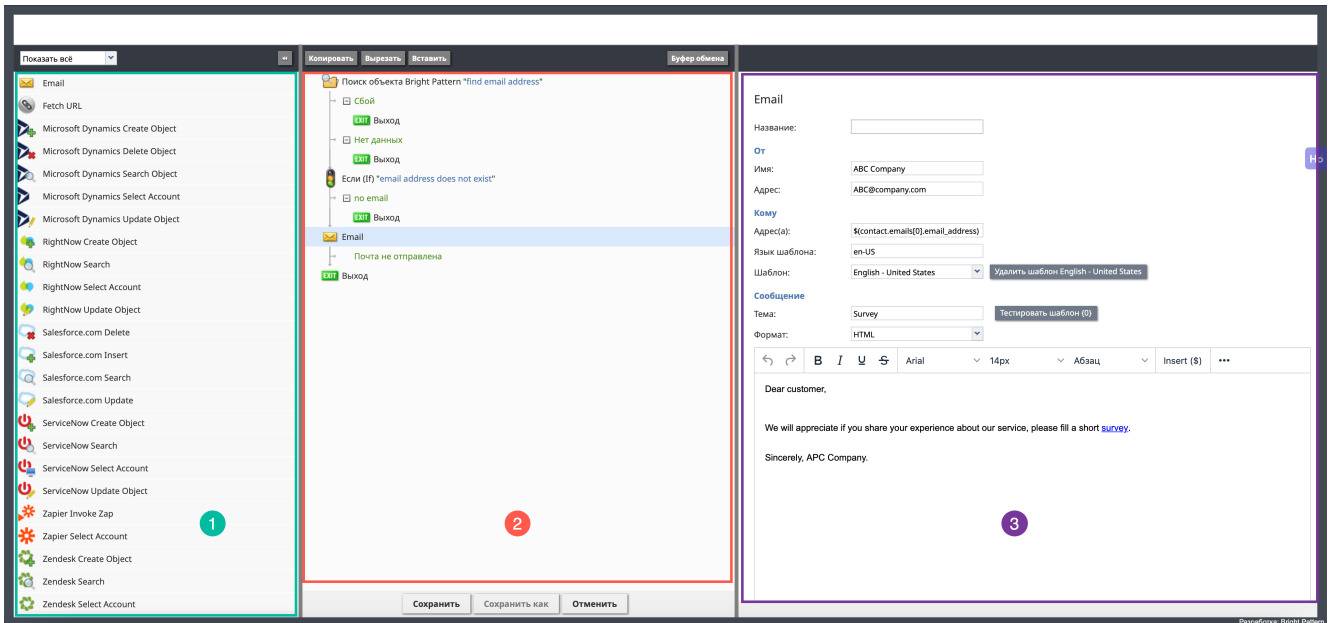 Показать всё
Email
Fetch URL
Microsoft Dynamics Create Object
Microsoft Dynamics Delete Object
Microsoft Dynamics Search Object
Microsoft Dynamics Select Account
Microsoft Dynamics Update Object
RightNow Create Object
RightNow Search
RightNow Select Account
RightNow Update Object
Salesforce.com Delete
Salesforce.com Insert
Salesforce.com Search
Salesforce.com Update
ServiceNow Create Object
ServiceNow Search
ServiceNow Select Account
ServiceNow Update Object
Zapier Invoke Zap
Zapier Select Account
Zendesk Create Object
Zendesk Search
Zendesk Select Account
1
Копировать Вырезать Вставить Буфер обмена
Поиск объекта Bright Pattern "find email address"
Сбой
EXIT Выход
Нет данных
EXIT Выход
Если (If) "email address does not exist"
no email
EXIT Выход
Email
Почта не отправлена
EXIT Выход
2
Сохранить Сохранить как Отменить
Email
Название:
От
Имя: ABC Company
Адрес: ABC@company.com
Кому
Адрес(а): $(contact.emails[0].email_address)
Язык шаблона: en-US
Шаблон: English - United States Удалить шаблон English - United States
Сообщение
Тема: Survey Тестировать шаблон {0}
Формат: HTML
B I U S Arial 14px Абзац Insert ($) •••
Dear customer,
We will appreciate if you share your experience about our service, please fill a short survey.
Sincerely, APC Company.
3
Но
Разработка: Bright Pattern